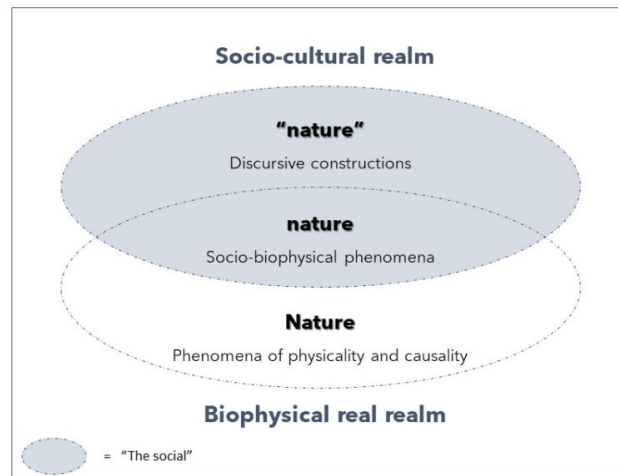 Socio-cultural realm
“nature”
Discursive constructions
nature
Socio-biophysical phenomena
Nature
Phenomena of physicality and causality
Biophysical real realm
= “The social”